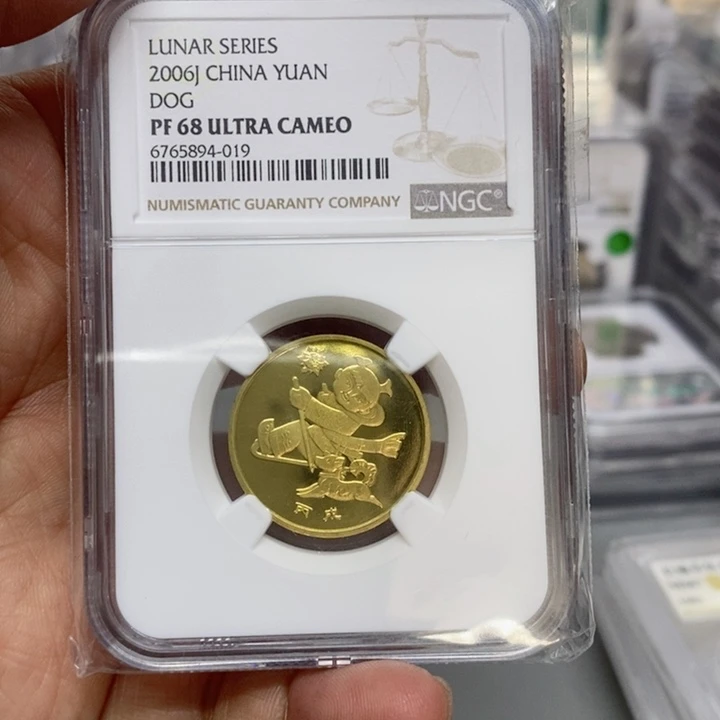 LUNAR SERIES
2006J CHINA YUAN
DOG
PF 68 ULTRA CAMEO
6765894-019
NUMISMATIC GUARANTY COMPANY NGC®
丙戌